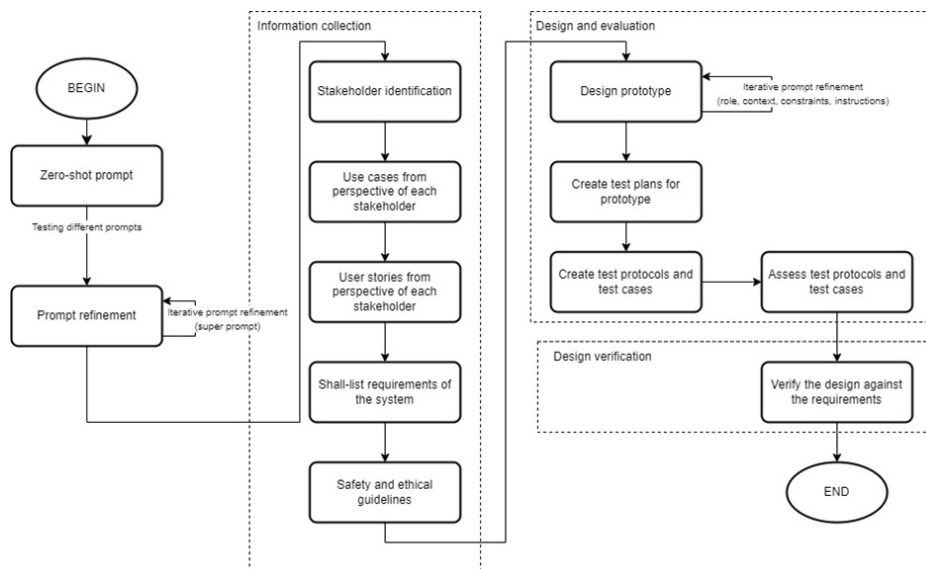 BEGIN
Zero-shot prompt
Testing different prompts
Prompt refinement
Iterative prompt refinement
(super prompt)
Information collection
Stakeholder identification
Use cases from
perspective of each
stakeholder
User stories from
perspective of each
stakeholder
Shall-list requirements of
the system
Safety and ethical
guidelines
Design and evaluation
Design prototype
Iterative prompt refinement
(role, context, constraints, instructions)
Create test plans for
prototype
Create test protocols and
test cases
Assess test protocols and
test cases
Design verification
Verify the design against
the requirements
END